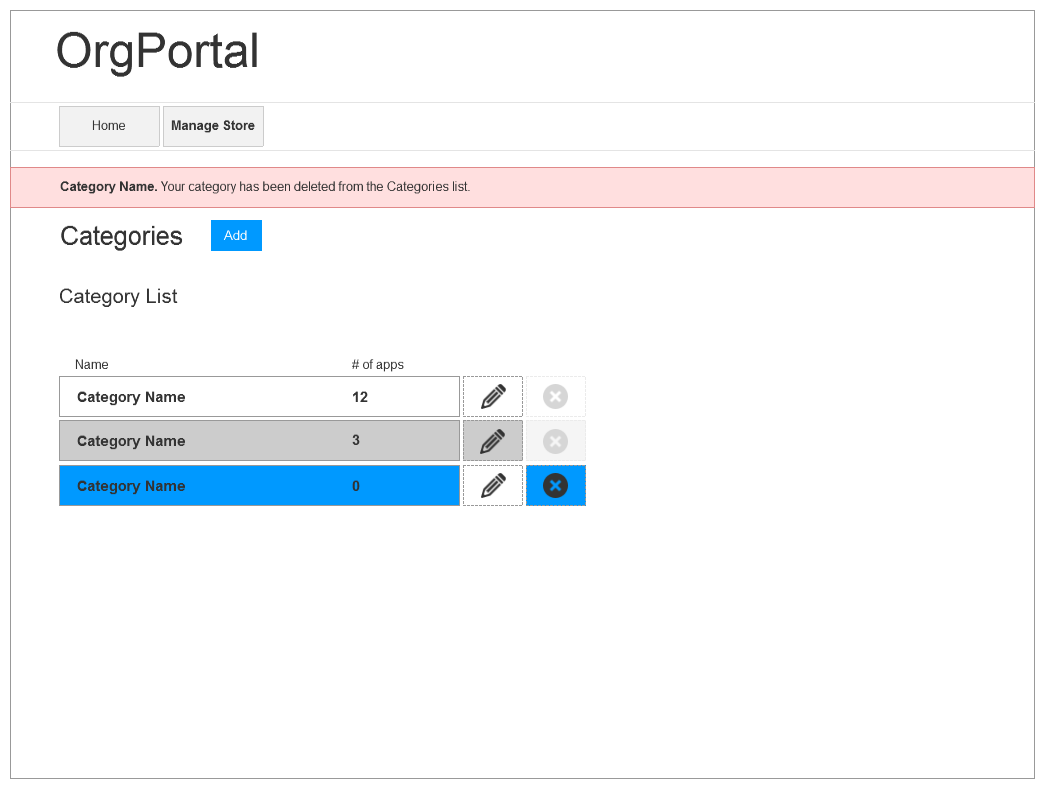 OrgPortal
Home Manage Store
Category Name. Your category has been deleted from the Categories list.
Categories Add
Category List
Name # of apps
Category Name 12
Category Name 3
Category Name 0